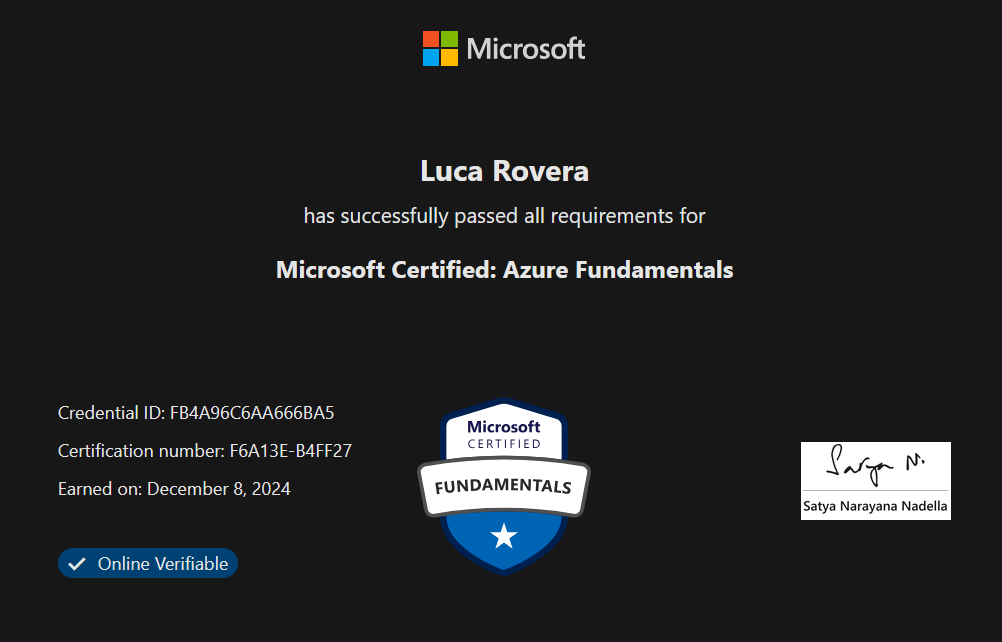 Microsoft
Luca Rovera
has successfully passed all requirements for
Microsoft Certified: Azure Fundamentals
Credential ID: FB4A96C6AA666BA5
Certification number: F6A13E-B4FF27
Earned on: December 8, 2024
Online Verifiable
Microsoft
CERTIFIED
FUNDAMENTALS
Satya N.
Satya Narayana Nadella